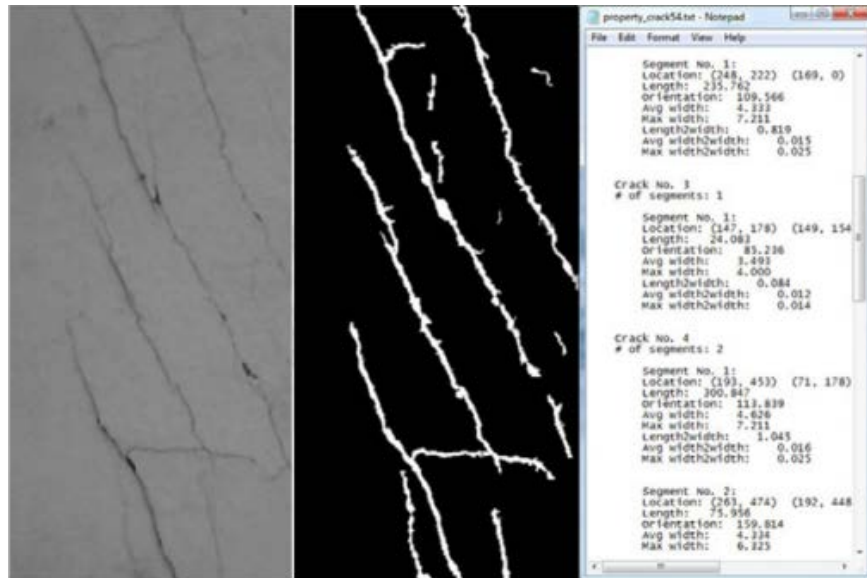 property_crack54.txt - Notepad
File Edit Format View Help
Segment No. 1:
Location: (248, 222) (169, 0)
Length: 235.762
Orientation: 109.566
Avg width: 4.333
Max width: 7.211
Length2width: 0.819
Avg width2width: 0.015
Max width2width: 0.025
Crack No. 3
# of segments: 1
Segment No. 1:
Location: (147, 178) (149, 154
Length: 24.083
Orientation: 85.236
Avg width: 3.493
Max width: 4.000
Length2width: 0.084
Avg width2width: 0.012
Max width2width: 0.014
Crack No. 4
# of segments: 2
Segment No. 1:
Location: (193, 453) (71, 178)
Length: 300.847
Orientation: 113.839
Avg width: 4.626
Max width: 7.211
Length2width: 1.045
Avg width2width: 0.016
Max width2width: 0.025
Segment No. 2:
Location: (263, 474) (192, 448
Length: 75.956
Orientation: 159.814
Avg width: 4.334
Max width: 6.325